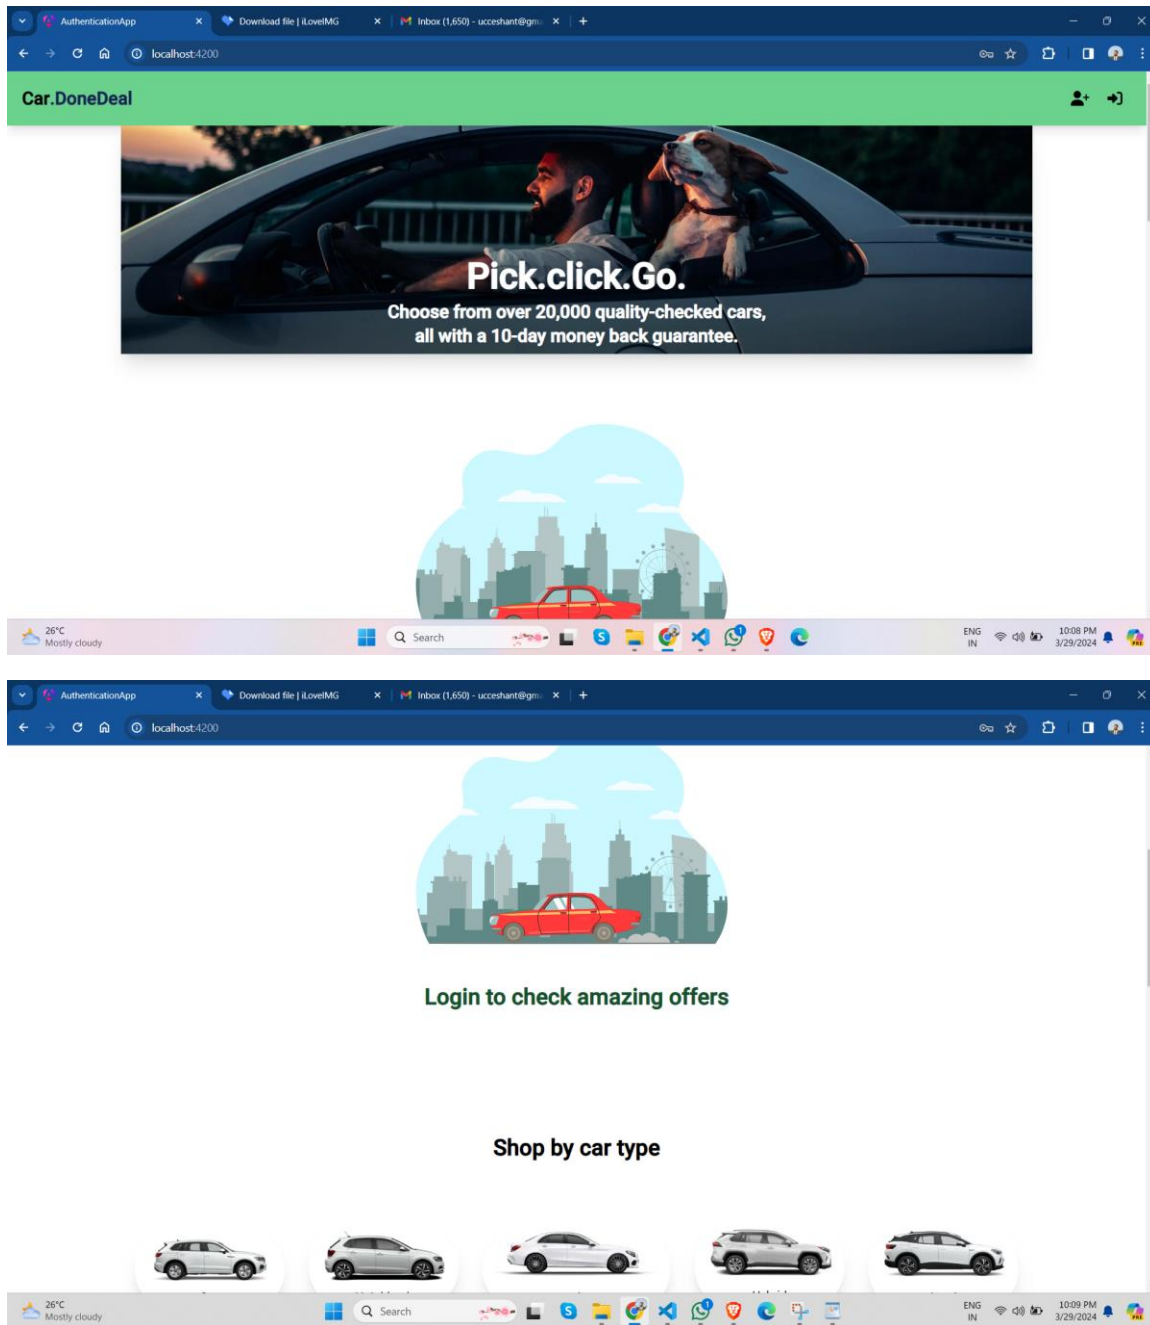 AuthenticationApp
Download file | iLoveIMG
Inbox (1,650) - ucceshant@gm
localhost:4200
Car.DoneDeal
Pick.click.Go.
Choose from over 20,000 quality-checked cars,
all with a 10-day money back guarantee.
26°C
Mostly cloudy
Search
ENG
IN
10:08 PM
3/29/2024
AuthenticationApp
Download file | iLoveIMG
Inbox (1,650) - ucceshant@gm
localhost:4200
Login to check amazing offers
Shop by car type
26°C
Mostly cloudy
Search
ENG
IN
10:09 PM
3/29/2024